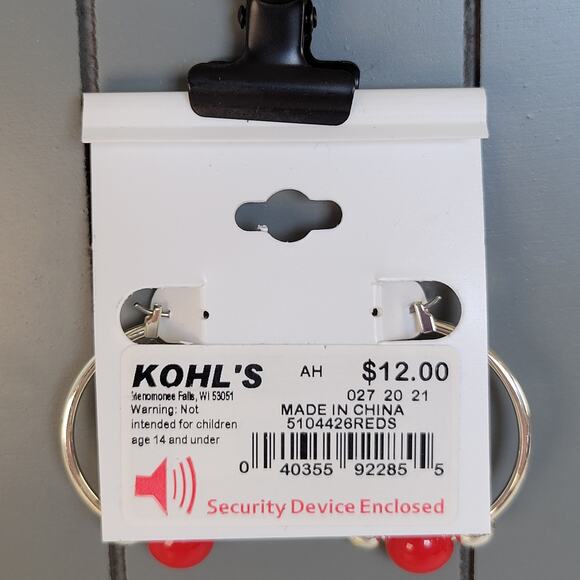 KOHL'S AH $12.00
Menomonee Falls, WI 53051 027 20 21
Warning: Not MADE IN CHINA
intended for children 5104426REDS
age 14 and under
0 40355 92285 5
Security Device Enclosed